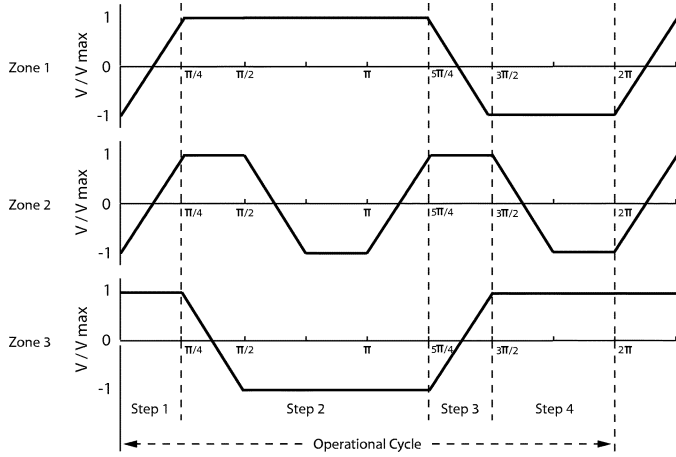 Zone 1
V / V max
1
0
-1
π/4
π/2
π
5π/4
3π/2
2π
Zone 2
V / V max
1
0
-1
π/4
π/2
π
5π/4
3π/2
2π
Zone 3
V / V max
1
0
-1
π/4
π/2
π
5π/4
3π/2
2π
Step 1
Step 2
Step 3
Step 4
Operational Cycle